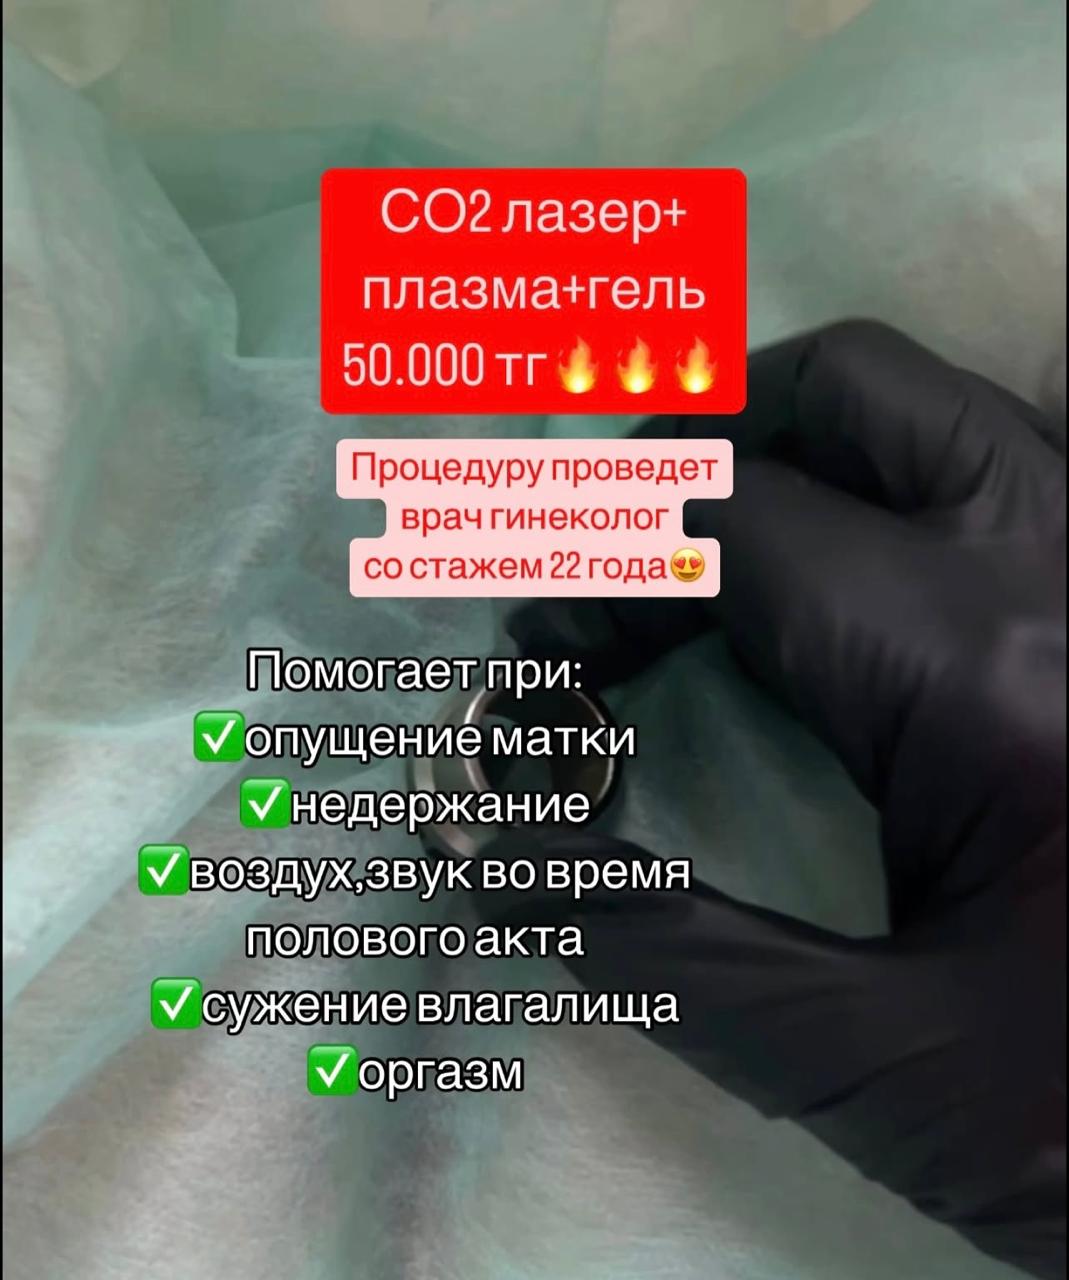 СО2 лазер+
плазма+гель
50.000 тг🔥🔥🔥
Процедуру проведет
врач гинеколог
со стажем 22 года😍
Помогает при:
✅опущение матки
✅недержание
✅воздух,звук во время
полового акта
✅сужение влагалища
✅оргазм